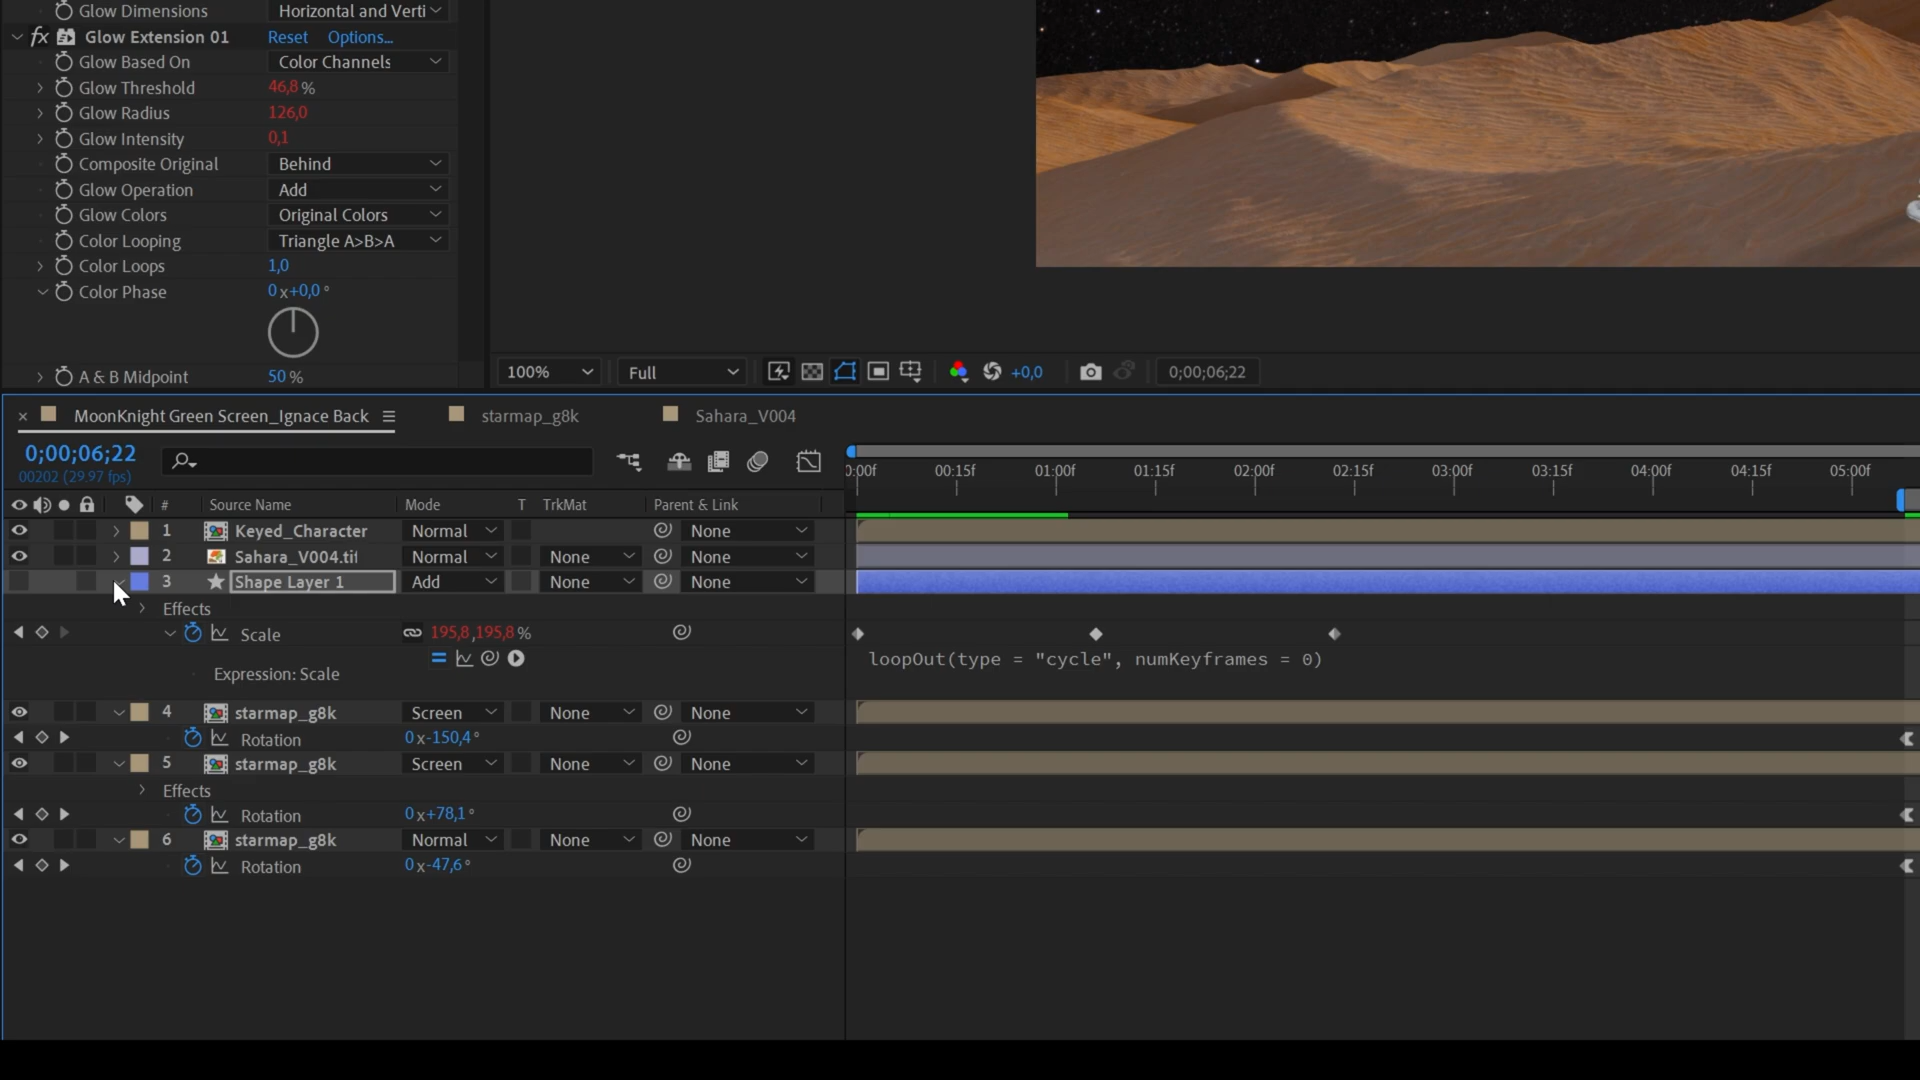 Glow Dimensions Horizontal and Verti
fx Glow Extension 01 Reset Options...
Glow Based On Color Channels
Glow Threshold 46,8 %
Glow Radius 126,0
Glow Intensity 0,1
Composite Original Behind
Glow Operation Add
Glow Colors Original Colors
Color Looping Triangle A>B>A
Color Loops 1,0
Color Phase 0 x+0,0 °
A & B Midpoint 50 %
100% Full +0,0 0;00;06;22
MoonKnight Green Screen_Ignace Back starmap_g8k Sahara_V004
0;00;06;22
00202 (29.97 fps)
0:00f 00:15f 01:00f 01:15f 02:00f 02:15f 03:00f 03:15f 04:00f 04:15f 05:00f
# Source Name Mode T TrkMat Parent & Link
1 Keyed_Character Normal None
2 Sahara_V004.tif Normal None None
3 Shape Layer 1 Add None None
Effects
Scale 195,8,195,8 %
Expression: Scale loopOut(type = "cycle", numKeyframes = 0)
4 starmap_g8k Screen None None
Rotation 0 x-150,4 °
5 starmap_g8k Screen None None
Effects
Rotation 0 x+78,1 °
6 starmap_g8k Normal None None
Rotation 0 x-47,6 °